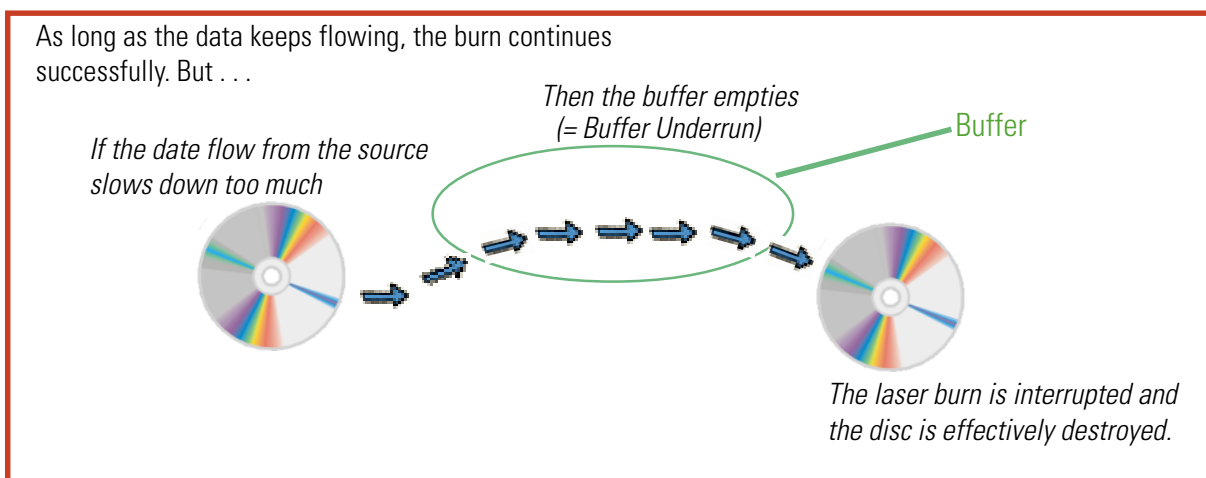 As long as the data keeps flowing, the burn continues
successfully. But . . .
If the date flow from the source
slows down too much
Then the buffer empties
(= Buffer Underrun)
Buffer
The laser burn is interrupted and
the disc is effectively destroyed.